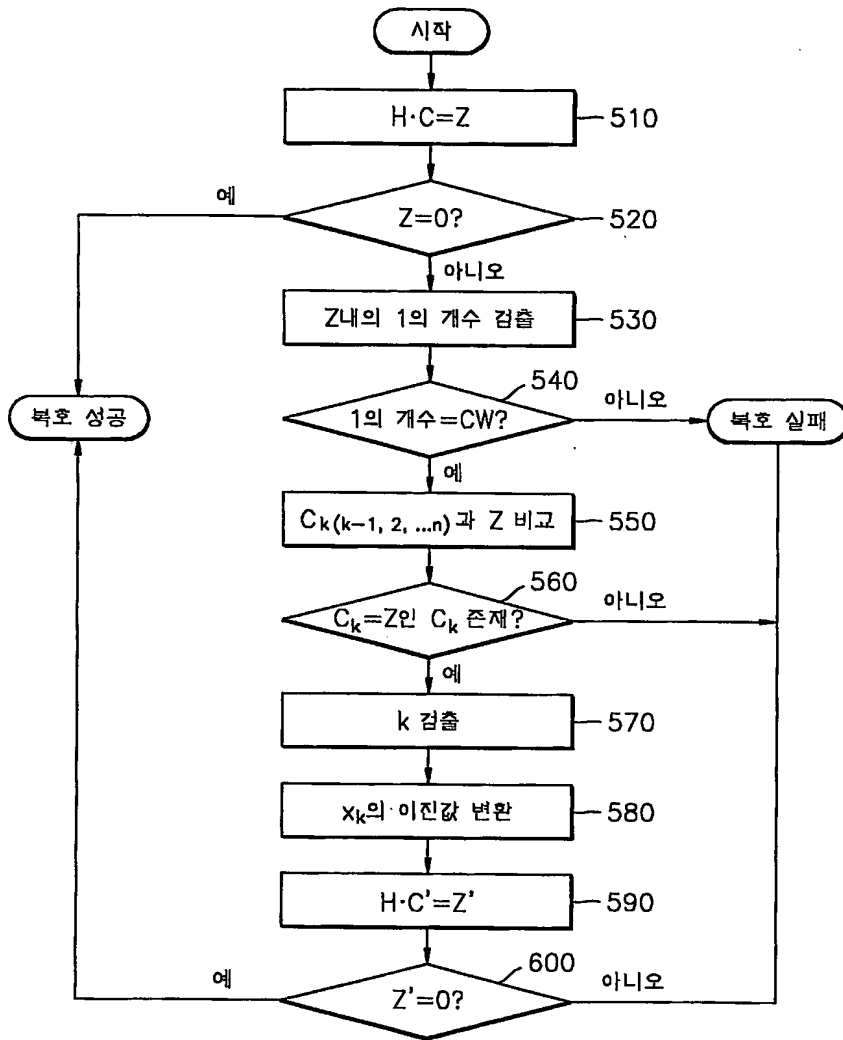 시작
H·C=Z
510
예
Z=0?
520
아니오
Z내의 1의 개수 검출
530
540
복호 성공
1의 개수=CW?
아니오
복호 실패
예
Ck(k-1, 2, ...n)과 Z 비교
550
560
Ck=Z인 Ck 존재?
아니오
예
k 검출
570
xk의 이진값 변환
580
H·C'=Z'
590
600
예
Z'=0?
아니오